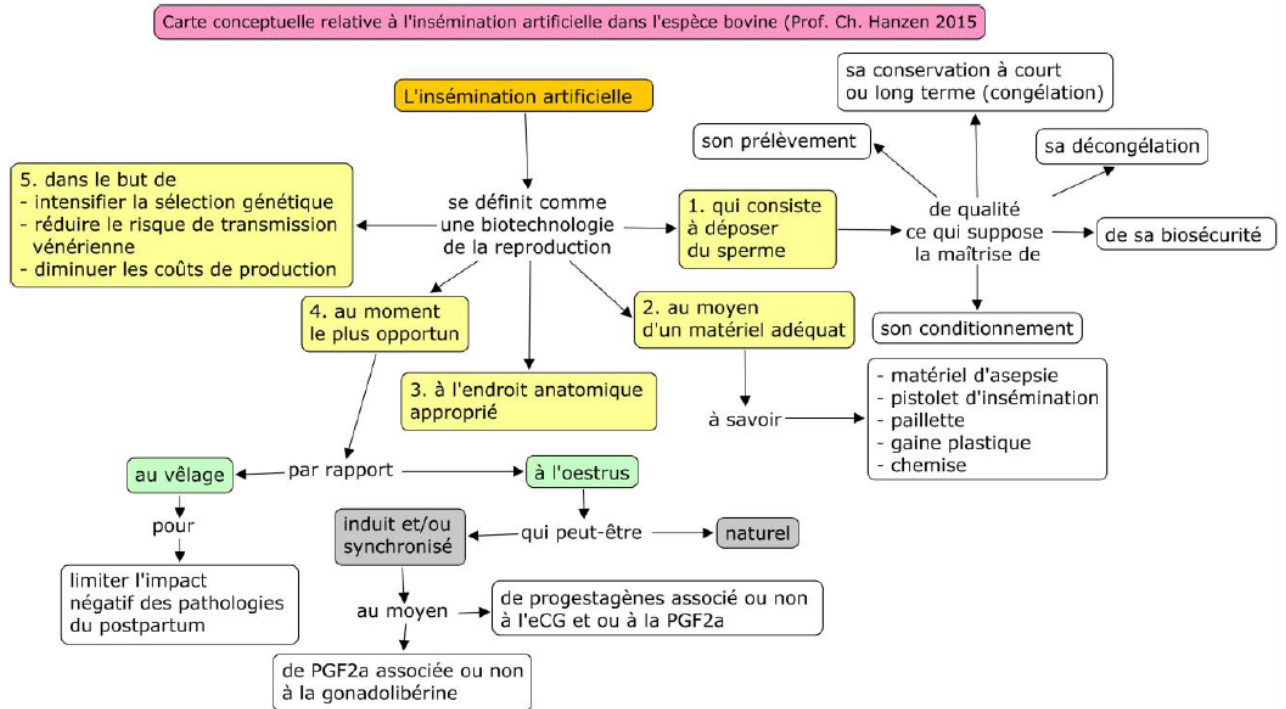 Carte conceptuelle relative à l'insémination artificielle dans l'espèce bovine (Prof. Ch. Hanzen 2015
L'insémination artificielle
se définit comme
une biotechnologie
de la reproduction
1. qui consiste
à déposer
du sperme
de qualité
ce qui suppose
la maîtrise de
son prélèvement
sa conservation à court
ou long terme (congélation)
sa décongélation
de sa biosécurité
son conditionnement
2. au moyen
d'un matériel adéquat
à savoir
- matériel d'asepsie
- pistolet d'insémination
- paillette
- gaine plastique
- chemise
3. à l'endroit anatomique
approprié
4. au moment
le plus opportun
par rapport
au vêlage
pour
limiter l'impact
négatif des pathologies
du postpartum
à l'oestrus
qui peut-être
naturel
induit et/ou
synchronisé
au moyen
de progestagènes associé ou non
à l'eCG et ou à la PGF2a
de PGF2a associée ou non
à la gonadolibérine
5. dans le but de
- intensifier la sélection génétique
- réduire le risque de transmission
vénérienne
- diminuer les coûts de production